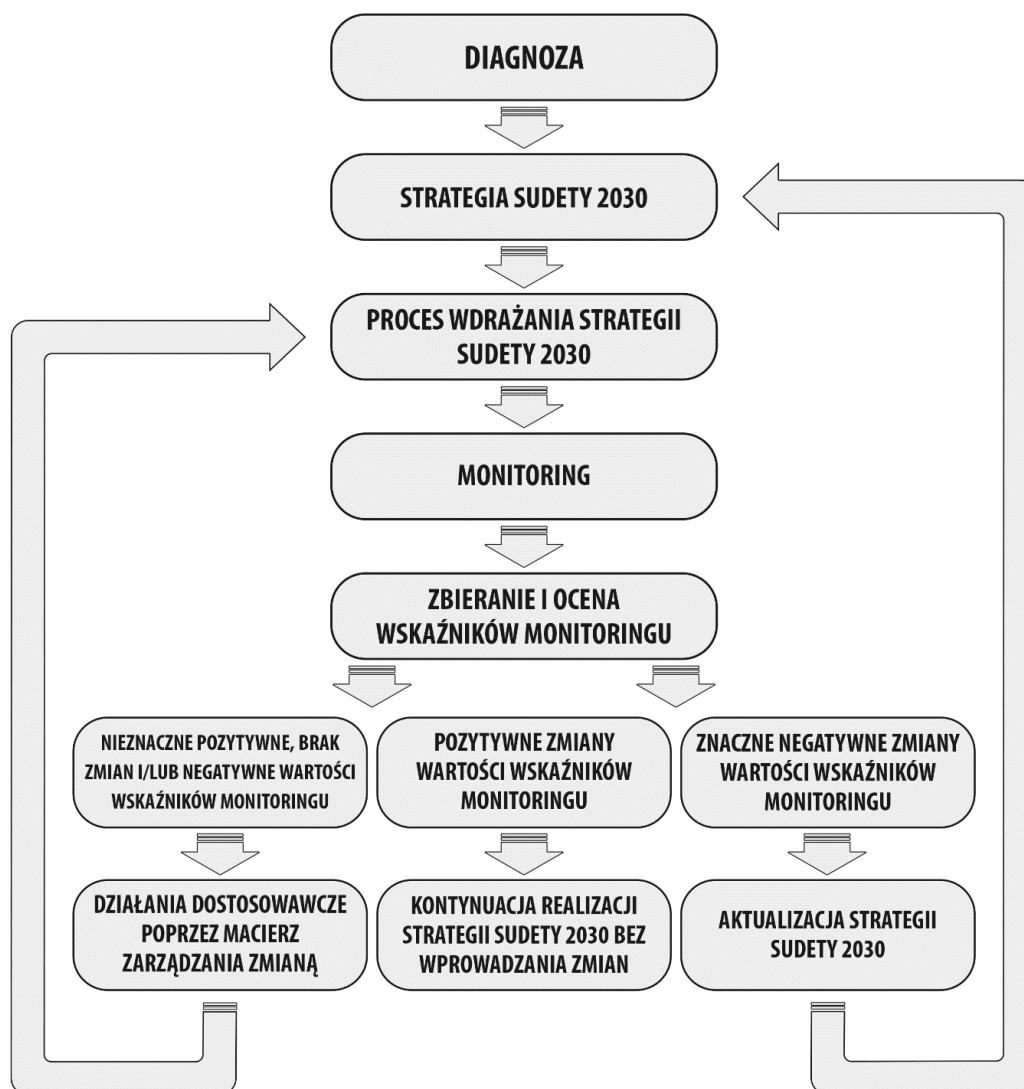 DIAGNOZA
STRATEGIA SUDETY 2030
PROCES WDRAŻANIA STRATEGII
SUDETY 2030
MONITORING
ZBIERANIE I OCENA
WSKAŹNIKÓW MONITORINGU
NIEZNACZNE POZYTYWNE, BRAK
ZMIAN I/LUB NEGATYWNE WARTOŚCI
WSKAŹNIKÓW MONITORINGU
POZYTYWNE ZMIANY
WARTOŚCI WSKAŹNIKÓW
MONITORINGU
ZNACZNE NEGATYWNE ZMIANY
WARTOŚCI WSKAŹNIKÓW
MONITORINGU
DZIAŁANIA DOSTOSOWAWCZE
POPRZEZ MACIERZ
ZARZĄDZANIA ZMIANĄ
KONTYNUACJA REALIZACJI
STRATEGII SUDETY 2030 BEZ
WPROWADZANIA ZMIAN
AKTUALIZACJA STRATEGII
SUDETY 2030